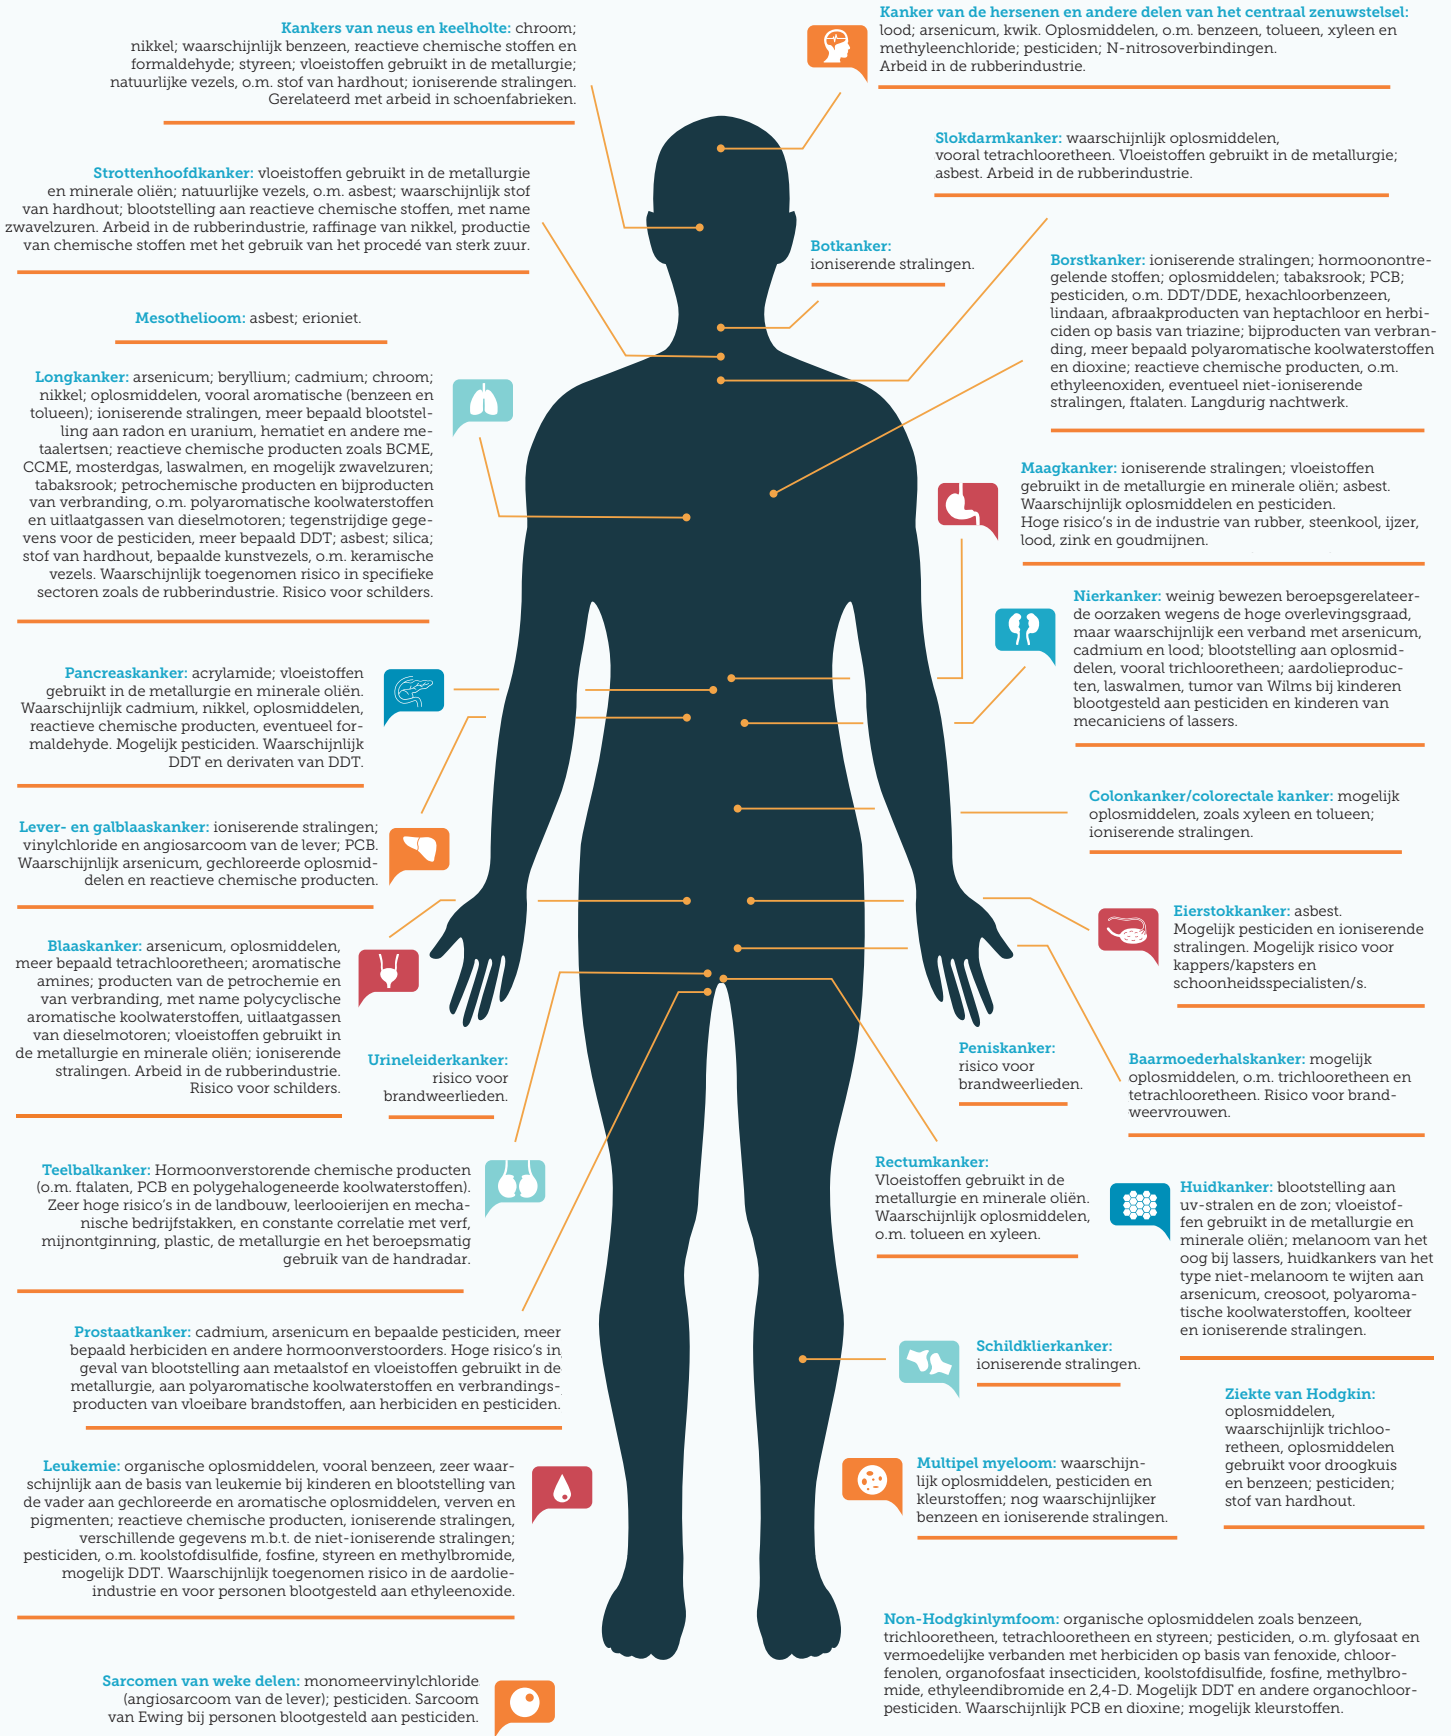 Kankers van neus en keelholte: chroom;
nikkel; waarschijnlijk benzeen, reactieve chemische stoffen en
formaldehyde; styreen; vloeistoffen gebruikt in de metallurgie;
natuurlijke vezels, o.m. stof van hardhout; ioniserende stralingen.
Gerelateerd met arbeid in schoenfabrieken.
Kanker van de hersenen en andere delen van het centraal zenuwstelsel:
lood; arsenicum, kwik. Oplosmiddelen, o.m. benzeen, tolueen, xyleen en
methyleenchloride; pesticiden; N-nitrosoverbindingen.
Arbeid in de rubberindustrie.
Strottenhoofdkanker: vloeistoffen gebruikt in de metallurgie
en minerale oliën; natuurlijke vezels, o.m. asbest; waarschijnlijk stof
van hardhout; blootstelling aan reactieve chemische stoffen, met name
zwavelzuren. Arbeid in de rubberindustrie, raffinage van nikkel, productie
van chemische stoffen met het gebruik van het procedé van sterk zuur.
Slokdarmkanker: waarschijnlijk oplosmiddelen,
vooral tetrachlooretheen. Vloeistoffen gebruikt in de metallurgie;
asbest. Arbeid in de rubberindustrie.
Botkanker:
ioniserende stralingen.
Borstkanker: ioniserende stralingen; hormoonontre-
gelende stoffen; oplosmiddelen; tabaksrook; PCB;
pesticiden, o.m. DDT/DDE, hexachloorbenzeen,
lindaan, afbraakproducten van heptachloor en herbi-
ciden op basis van triazine; bijproducten van verbran-
ding, meer bepaald polyaromatische koolwaterstoffen
en dioxine; reactieve chemische producten, o.m.
ethyleenoxiden, eventueel niet-ioniserende
stralingen, ftalaten. Langdurig nachtwerk.
Mesothelioom: asbest; erioniet.
Longkanker: arsenicum; beryllium; cadmium; chroom;
nikkel; oplosmiddelen, vooral aromatische (benzeen en
tolueen); ioniserende stralingen, meer bepaald blootstel-
ling aan radon en uranium, hematiet en andere me-
taalertsen; reactieve chemische producten zoals BCME,
CCME, mosterdgas, laswalmen, en mogelijk zwavelzuren;
tabaksrook; petrochemische producten en bijproducten
van verbranding, o.m. polyaromatische koolwaterstoffen
en uitlaatgassen van dieselmotoren; tegenstrijdige gege-
vens voor de pesticiden, meer bepaald DDT; asbest; silica;
stof van hardhout, bepaalde kunstvezels, o.m. keramische
vezels. Waarschijnlijk toegenomen risico in specifieke
sectoren zoals de rubberindustrie. Risico voor schilders.
Maagkanker: ioniserende stralingen; vloeistoffen
gebruikt in de metallurgie en minerale oliën; asbest.
Waarschijnlijk oplosmiddelen en pesticiden.
Hoge risico's in de industrie van rubber, steenkool, ijzer,
lood, zink en goudmijnen.
Nierkanker: weinig bewezen beroepsgerelateer-
de oorzaken wegens de hoge overlevingsgraad,
maar waarschijnlijk een verband met arsenicum,
cadmium en lood; blootstelling aan oplosmid-
delen, vooral trichlooretheen; aardolieproduc-
ten, laswalmen, tumor van Wilms bij kinderen
blootgesteld aan pesticiden en kinderen van
mecaniciens of lassers.
Pancreaskanker: acrylamide; vloeistoffen
gebruikt in de metallurgie en minerale oliën.
Waarschijnlijk cadmium, nikkel, oplosmiddelen,
reactieve chemische producten, eventueel for-
maldehyde. Mogelijk pesticiden. Waarschijnlijk
DDT en derivaten van DDT.
Colonkanker/colorectale kanker: mogelijk
oplosmiddelen, zoals xyleen en tolueen;
ioniserende stralingen.
Lever- en galblaaskanker: ioniserende stralingen;
vinylchloride en angiosarcoom van de lever; PCB.
Waarschijnlijk arsenicum, gechloreerde oplosmid-
delen en reactieve chemische producten.
Eierstokkanker: asbest.
Mogelijk pesticiden en ioniserende
stralingen. Mogelijk risico voor
kappers/kapsters en
schoonheidsspecialisten/s.
Blaaskanker: arsenicum, oplosmiddelen,
meer bepaald tetrachlooretheen; aromatische
amines; producten van de petrochemie en
van verbranding, met name polycyclische
aromatische koolwaterstoffen, uitlaatgassen
van dieselmotoren; vloeistoffen gebruikt in
de metallurgie en minerale oliën; ioniserende
stralingen. Arbeid in de rubberindustrie.
Risico voor schilders.
Urineleiderkanker:
risico voor
brandweerlieden.
Peniskanker:
risico voor
brandweerlieden.
Baarmoederhalskanker: mogelijk
oplosmiddelen, o.m. trichlooretheen en
tetrachlooretheen. Risico voor brand-
weervrouwen.
Teelbalkanker: Hormoonverstorende chemische producten
(o.m. ftalaten, PCB en polygehalogeneerde koolwaterstoffen).
Zeer hoge risico's in de landbouw, leerlooierijen en mecha-
nische bedrijfstakken, en constante correlatie met verf,
mijnontginning, plastic, de metallurgie en het beroepsmatig
gebruik van de handradar.
Rectumkanker:
Vloeistoffen gebruikt in de
metallurgie en minerale oliën.
Waarschijnlijk oplosmiddelen,
o.m. tolueen en xyleen.
Huidkanker: blootstelling aan
uv-stralen en de zon; vloeistof-
fen gebruikt in de metallurgie en
minerale oliën; melanoom van het
oog bij lassers, huidkankers van het
type niet-melanoom te wijten aan
arsenicum, creosoot, polyaroma-
tische koolwaterstoffen, koolteer
en ioniserende stralingen.
Prostaatkanker: cadmium, arsenicum en bepaalde pesticiden, meer
bepaald herbiciden en andere hormoonverstoorders. Hoge risico's in
geval van blootstelling aan metaalstof en vloeistoffen gebruikt in de
metallurgie, aan polyaromatische koolwaterstoffen en verbrandings-
producten van vloeibare brandstoffen, aan herbiciden en pesticiden.
Schildklierkanker:
ioniserende stralingen.
Ziekte van Hodgkin:
oplosmiddelen,
waarschijnlijk trichloo-
retheen, oplosmiddelen
gebruikt voor droogkuis
en benzeen; pesticiden;
stof van hardhout.
Leukemie: organische oplosmiddelen, vooral benzeen, zeer waar-
schijnlijk aan de basis van leukemie bij kinderen en blootstelling van
de vader aan gechloreerde en aromatische oplosmiddelen, verven en
pigmenten; reactieve chemische producten, ioniserende stralingen,
verschillende gegevens m.b.t. de niet-ioniserende stralingen;
pesticiden, o.m. koolstofdisulfide, fosfine, styreen en methylbromide,
mogelijk DDT. Waarschijnlijk toegenomen risico in de aardolie-
industrie en voor personen blootgesteld aan ethyleenoxide.
Multipel myeloom: waarschijn-
lijk oplosmiddelen, pesticiden en
kleurstoffen; nog waarschijnlijker
benzeen en ioniserende stralingen.
Non-Hodgkinlymfoom: organische oplosmiddelen zoals benzeen,
trichlooretheen, tetrachlooretheen en styreen; pesticiden, o.m. glyfosaat en
vermoedelijke verbanden met herbiciden op basis van fenoxide, chloor-
fenolen, organofosfaat insecticiden, koolstofdisulfide, fosfine, methylbro-
mide, ethyleendibromide en 2,4-D. Mogelijk DDT en andere organochloor-
pesticiden. Waarschijnlijk PCB en dioxine; mogelijk kleurstoffen.
Sarcomen van weke delen: monomeervinylchloride
(angiosarcoom van de lever); pesticiden. Sarcoom
van Ewing bij personen blootgesteld aan pesticiden.